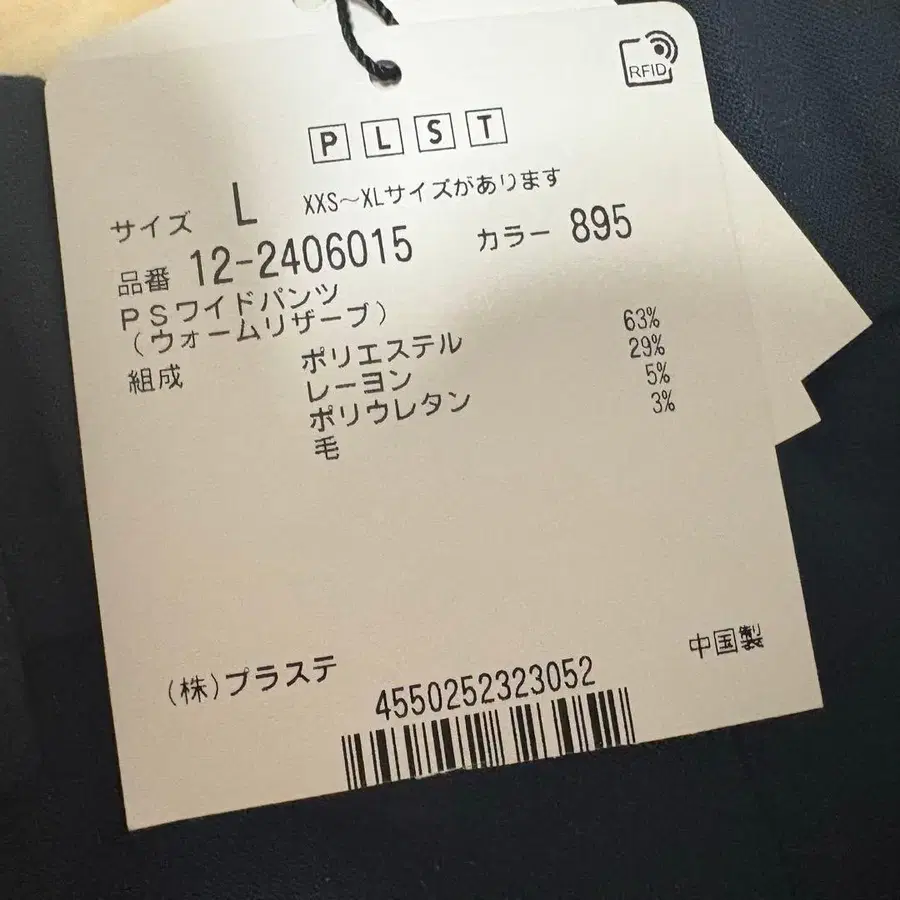 RFID
PLST
サイズ L XXS～XLサイズがあります
品番 12-2406015 カラー 895
PSワイドパンツ
(ウォームリザーブ)
組成 ポリエステル 63%
レーヨン 29%
ポリウレタン 5%
毛 3%
(株)プラステ 中国製
4550252323052